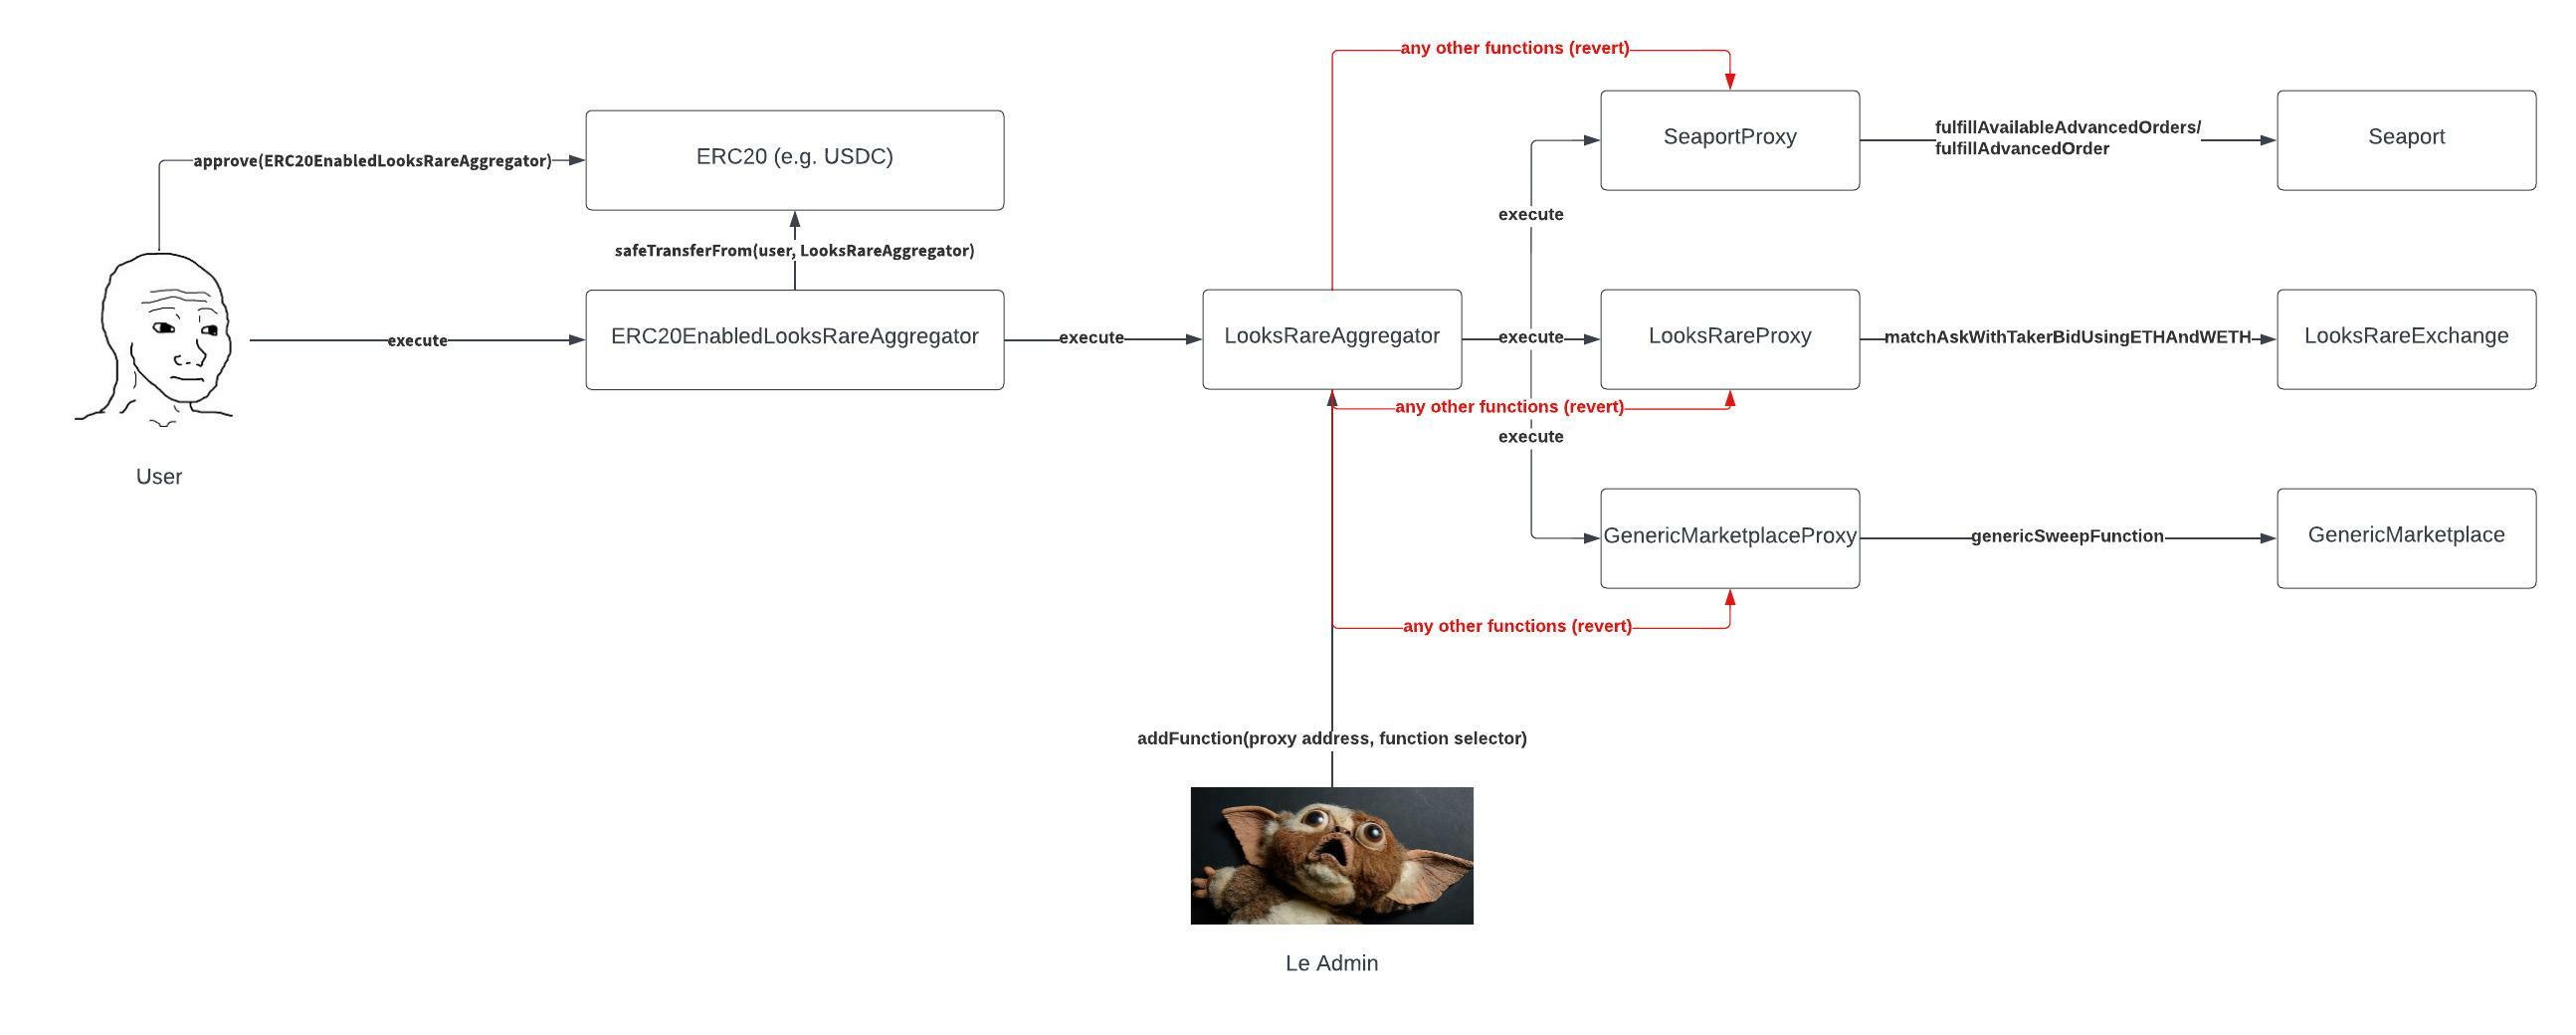 any other functions (revert)
approve(ERC20EnabledLooksRareAggregator)
ERC20 (e.g. USDC)
SeaportProxy
fulfillAvailableAdvancedOrders/
fulfillAdvancedOrder
Seaport
safeTransferFrom(user, LooksRareAggregator)
execute
execute
ERC20EnabledLooksRareAggregator
execute
LooksRareAggregator
execute
LooksRareProxy
matchAskWithTakerBidUsingETHAndWETH
LooksRareExchange
any other functions (revert)
execute
User
GenericMarketplaceProxy
genericSweepFunction
GenericMarketplace
any other functions (revert)
addFunction(proxy address, function selector)
Le Admin